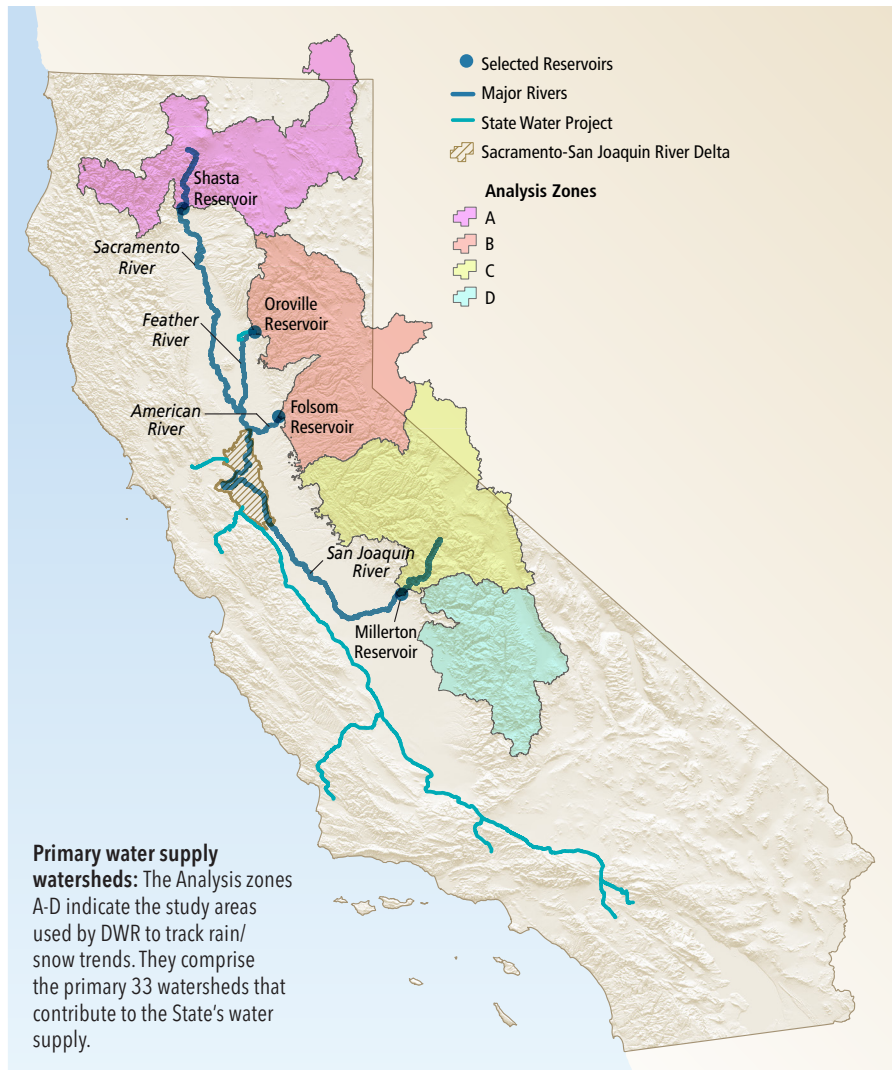 Selected Reservoirs
Major Rivers
State Water Project
Sacramento-San Joaquin River Delta
Analysis Zones
A
B
C
D
Shasta
Reservoir
Sacramento
River
Oroville
Reservoir
Feather
River
American
River
Folsom
Reservoir
San Joaquin
River
Millerton
Reservoir
Primary water supply
watersheds: The Analysis zones
A-D indicate the study areas
used by DWR to track rain/
snow trends. They comprise
the primary 33 watersheds that
contribute to the State's water
supply.